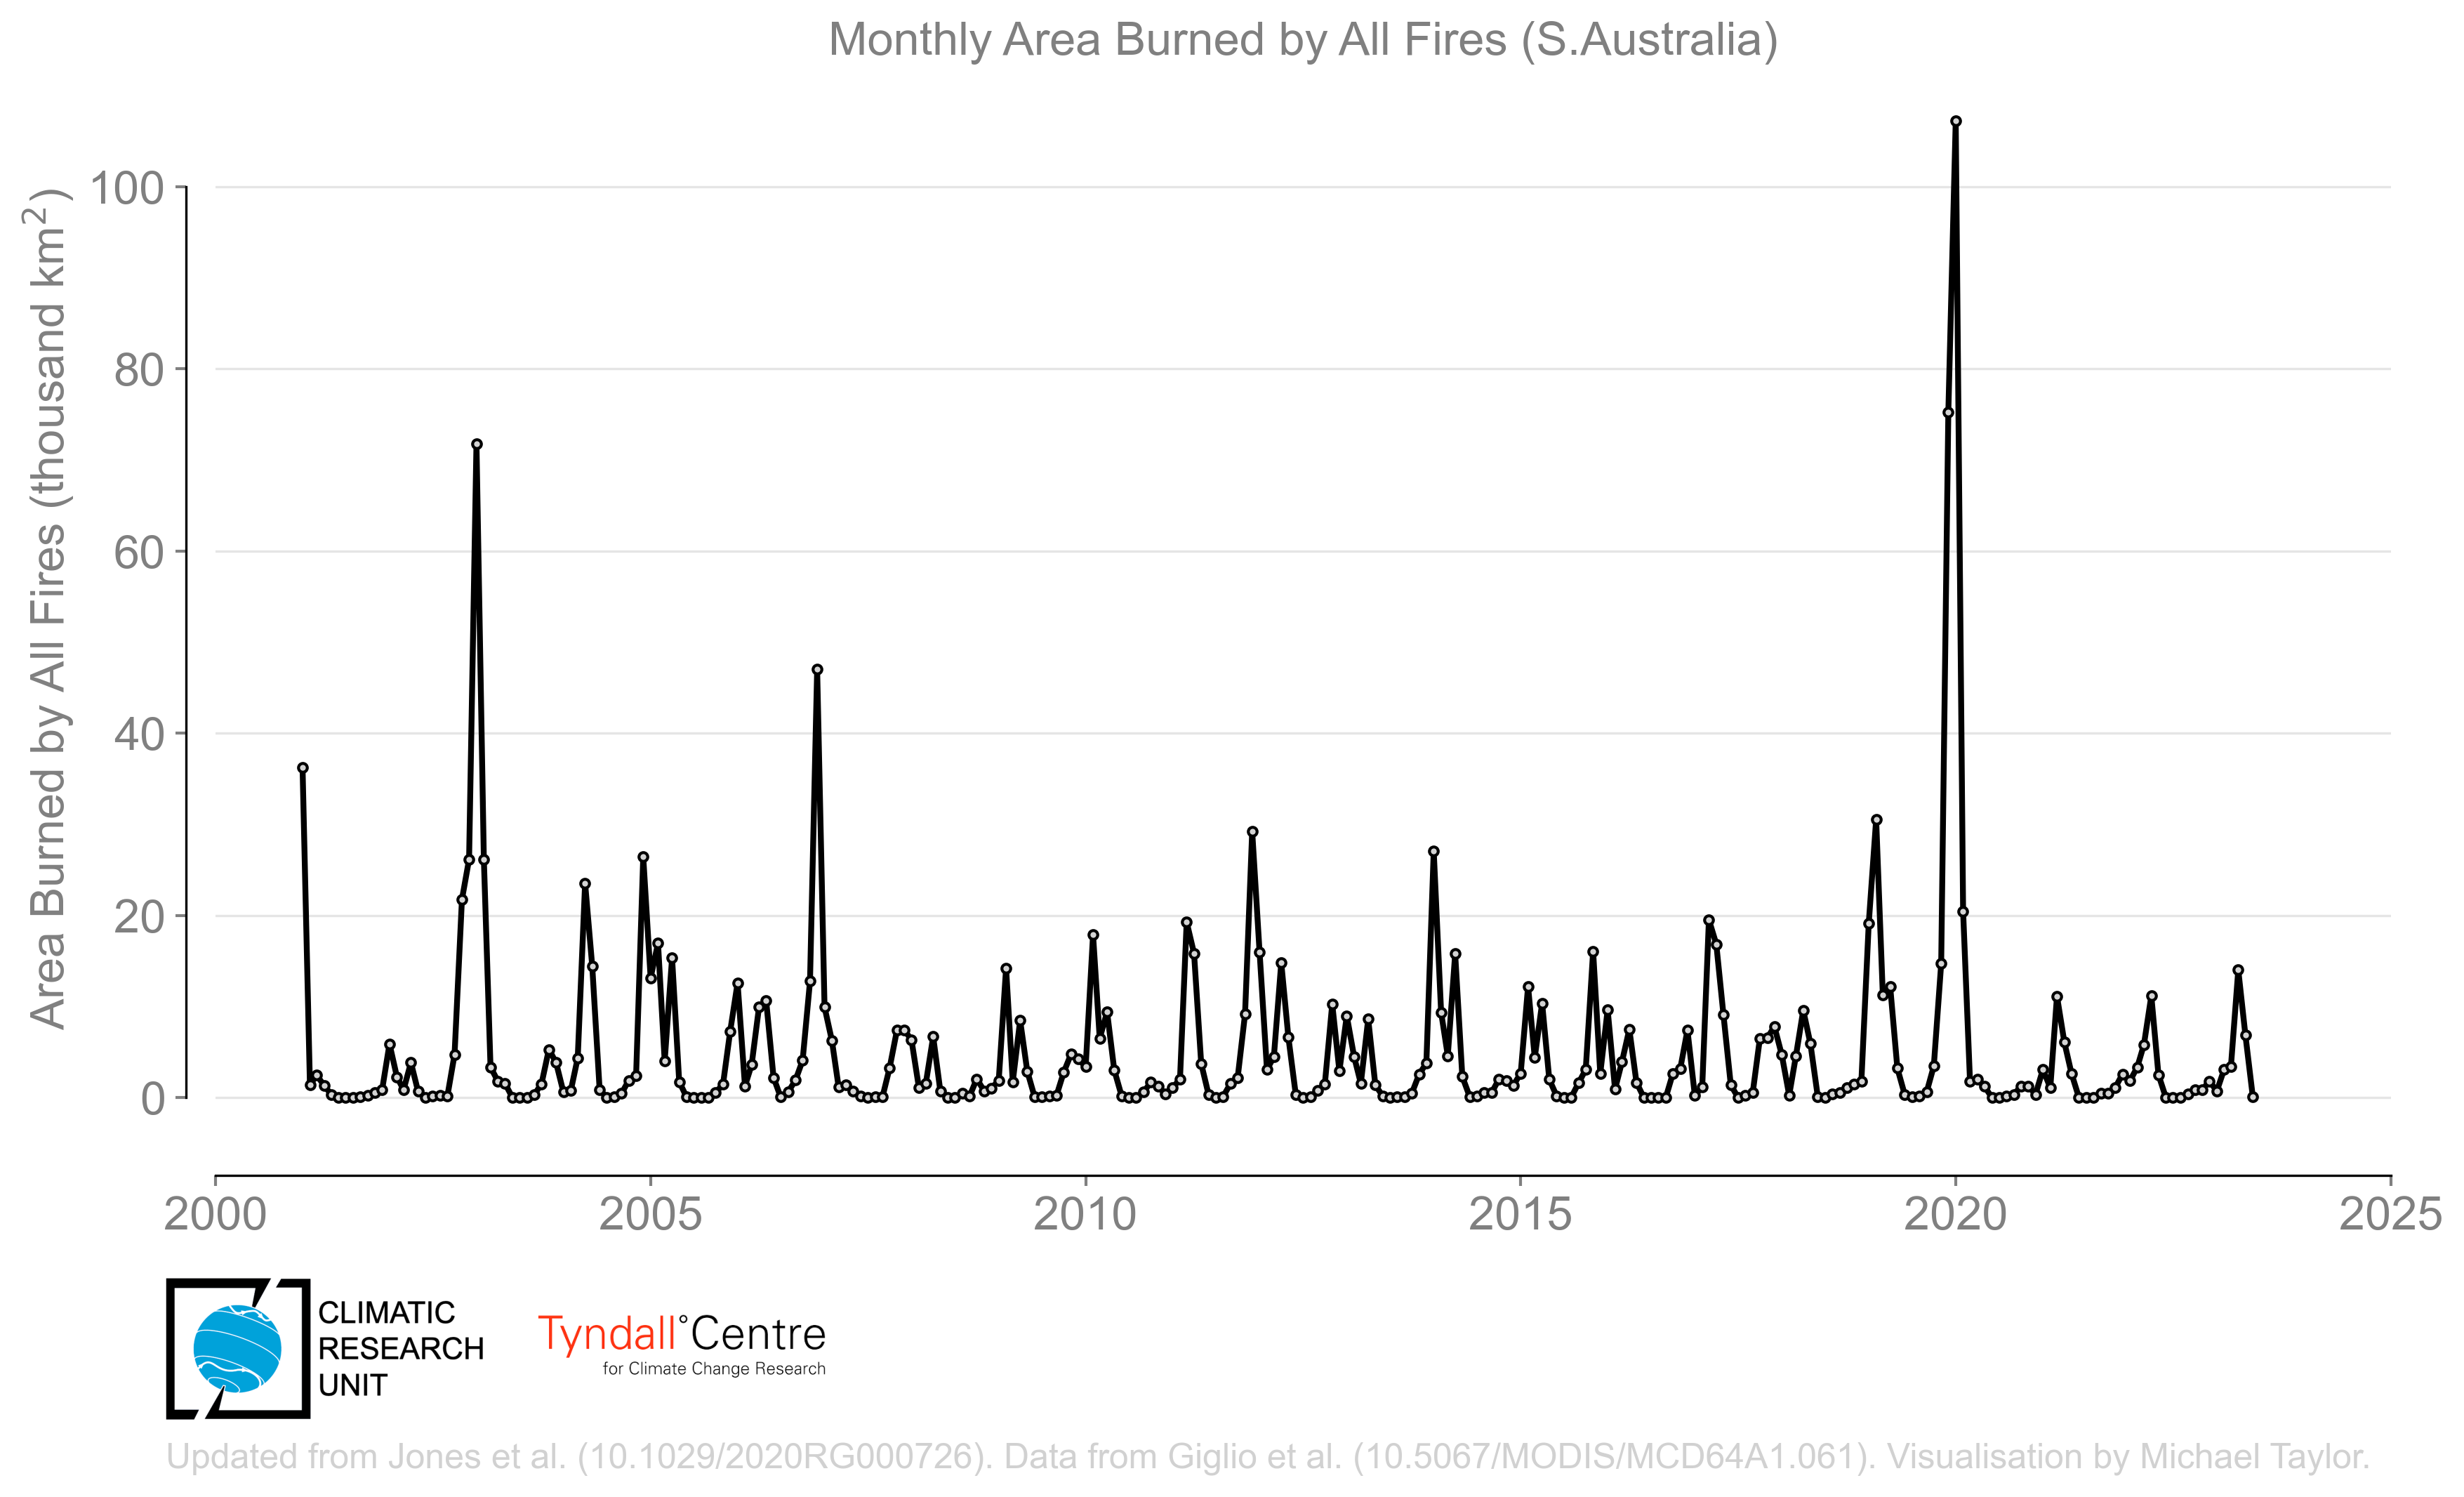 Monthly Area Burned by All Fires (S.Australia)
Area Burned by All Fires (thousand km²)
100
80
60
40
20
0
2000 2005 2010 2015 2020 2025
CLIMATIC
RESEARCH
UNIT
Tyndall°Centre
for Climate Change Research
Updated from Jones et al. (10.1029/2020RG000726). Data from Giglio et al. (10.5067/MODIS/MCD64A1.061). Visualisation by Michael Taylor.